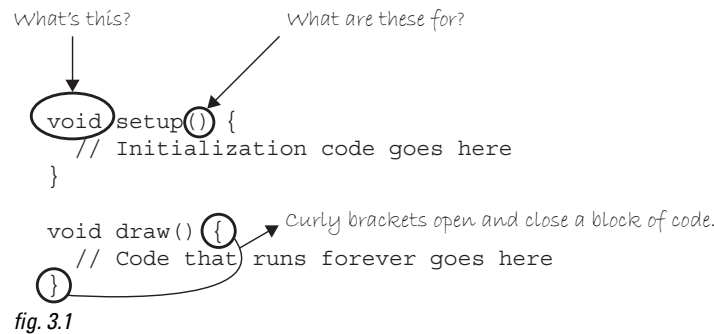 What's this?
What are these for?
void setup() {
// Initialization code goes here
}
void draw() {
Curly brackets open and close a block of code.
// Code that runs forever goes here
}
fig. 3.1